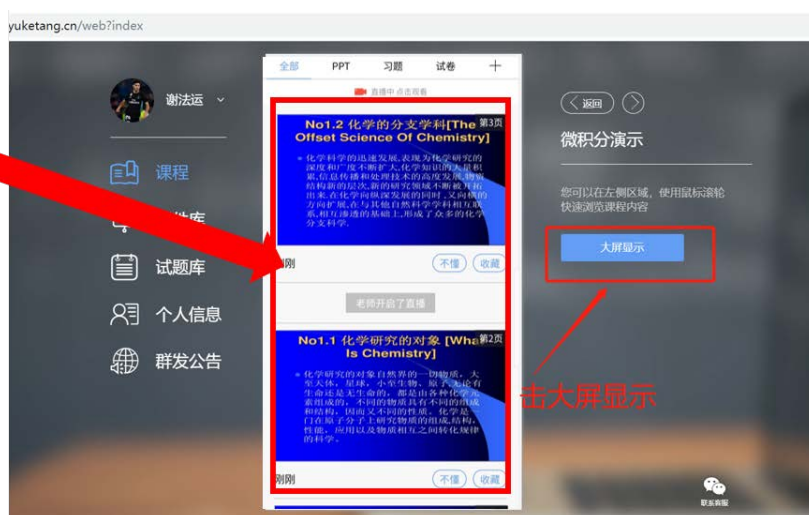 yuketang.cn/web?index
全部 PPT 习题 试卷 +
直播中 点击观看
谢法运
课程
试题库
个人信息
群发公告
第3页
No1.2 化学的分支学科[The
Offset Science Of Chemistry]
化学科学的迅速发展,表现为化学研究的
深度和广度不断扩大,化学知识的大量积
累,信息传播和处理技术的高度发展,物质
结构新的层次,新的研究领域不断被开拓
出来.在化学向纵深发展的同时.又向横的
方向扩展,在与其他自然科学学科相互联
系,相互渗透的基础上,形成了众多的化学
分支科学.
刚 不懂 收藏
老师开启了直播
第2页
No1.1 化学研究的对象 [Wha
Is Chemistry]
化学研究的对象自然界的一切物质，大
至天体，星球，小至生物、原子,无论有
生命还是无生命的，都是由各种化学元
素组成的，不同的物质具有不同的组成
和结构，因而又不同的性质。化学是一
门在原子分子上研究物质的组成,结构,
性能，应用以及物质相互之间转化规律
的科学。
刚刚 不懂 收藏
返回
微积分演示
您可以在左侧区域，使用鼠标滚轮
快速浏览课程内容
大屏显示
击大屏显示
联系客服